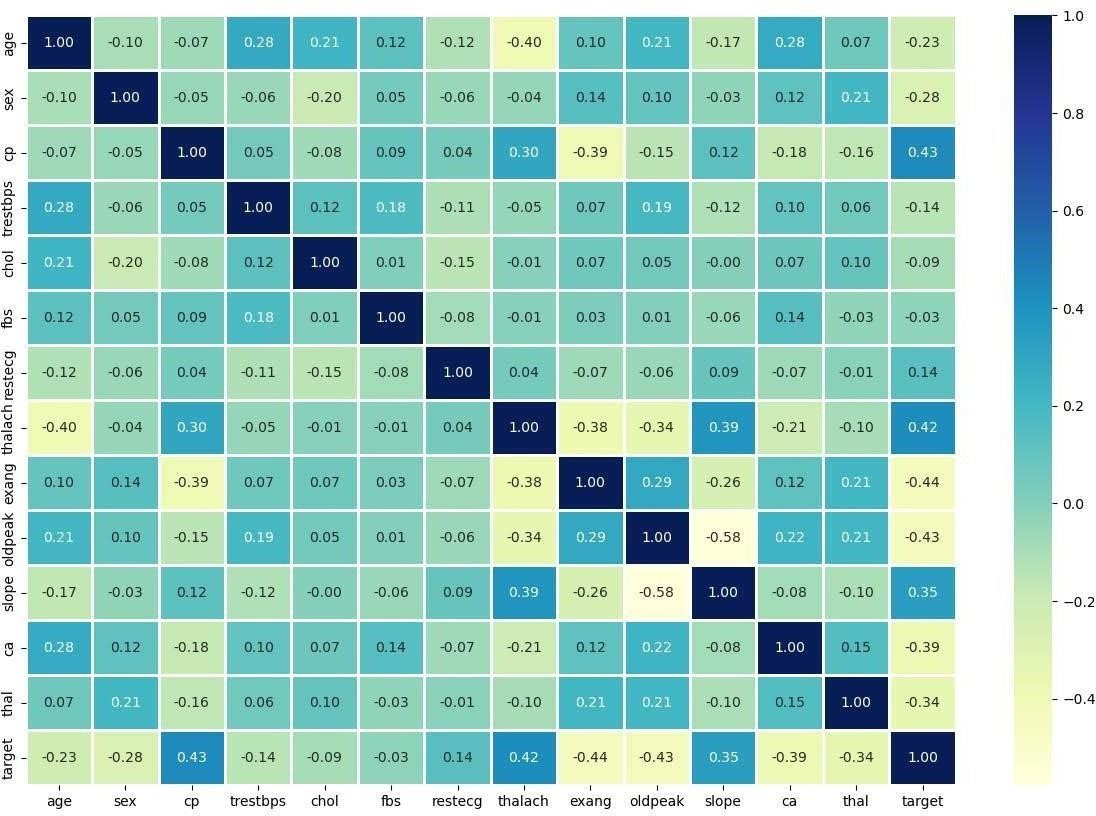 age 1.00 -0.10 -0.07 0.28 0.21 0.12 -0.12 -0.40 0.10 0.21 -0.17 0.28 0.07 -0.23
sex -0.10 1.00 -0.05 -0.06 -0.20 0.05 -0.06 -0.04 0.14 0.10 -0.03 0.12 0.21 -0.28
cp -0.07 -0.05 1.00 0.05 -0.08 0.09 0.04 0.30 -0.39 -0.15 0.12 -0.18 -0.16 0.43
trestbps 0.28 -0.06 0.05 1.00 0.12 0.18 -0.11 -0.05 0.07 0.19 -0.12 0.10 0.06 -0.14
chol 0.21 -0.20 -0.08 0.12 1.00 0.01 -0.15 -0.01 0.07 0.05 -0.00 0.07 0.10 -0.09
fbs 0.12 0.05 0.09 0.18 0.01 1.00 -0.08 -0.01 0.03 0.01 -0.06 0.14 -0.03 -0.03
restecg -0.12 -0.06 0.04 -0.11 -0.15 -0.08 1.00 0.04 -0.07 -0.06 0.09 -0.07 -0.01 0.14
thalach -0.40 -0.04 0.30 -0.05 -0.01 -0.01 0.04 1.00 -0.38 -0.34 0.39 -0.21 -0.10 0.42
exang 0.10 0.14 -0.39 0.07 0.07 0.03 -0.07 -0.38 1.00 0.29 -0.26 0.12 0.21 -0.44
oldpeak 0.21 0.10 -0.15 0.19 0.05 0.01 -0.06 -0.34 0.29 1.00 -0.58 0.22 0.21 -0.43
slope -0.17 -0.03 0.12 -0.12 -0.00 -0.06 0.09 0.39 -0.26 -0.58 1.00 -0.08 -0.10 0.35
ca 0.28 0.12 -0.18 0.10 0.07 0.14 -0.07 -0.21 0.12 0.22 -0.08 1.00 0.15 -0.39
thal 0.07 0.21 -0.16 0.06 0.10 -0.03 -0.01 -0.10 0.21 0.21 -0.10 0.15 1.00 -0.34
target -0.23 -0.28 0.43 -0.14 -0.09 -0.03 0.14 0.42 -0.44 -0.43 0.35 -0.39 -0.34 1.00
age sex cp trestbps chol fbs restecg thalach exang oldpeak slope ca thal target
1.0
0.8
0.6
0.4
0.2
0.0
−0.2
−0.4